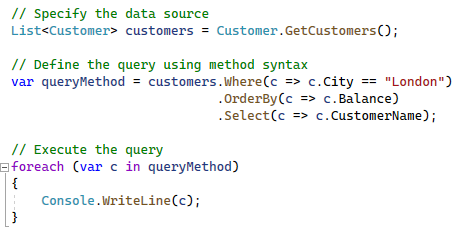 // Specify the data source
List<Customer> customers = Customer.GetCustomers();
// Define the query using method syntax
var queryMethod = customers.Where(c => c.City == "London")
.OrderBy(c => c.Balance)
.Select(c => c.CustomerName);
// Execute the query
foreach (var c in queryMethod)
{
Console.WriteLine(c);
}